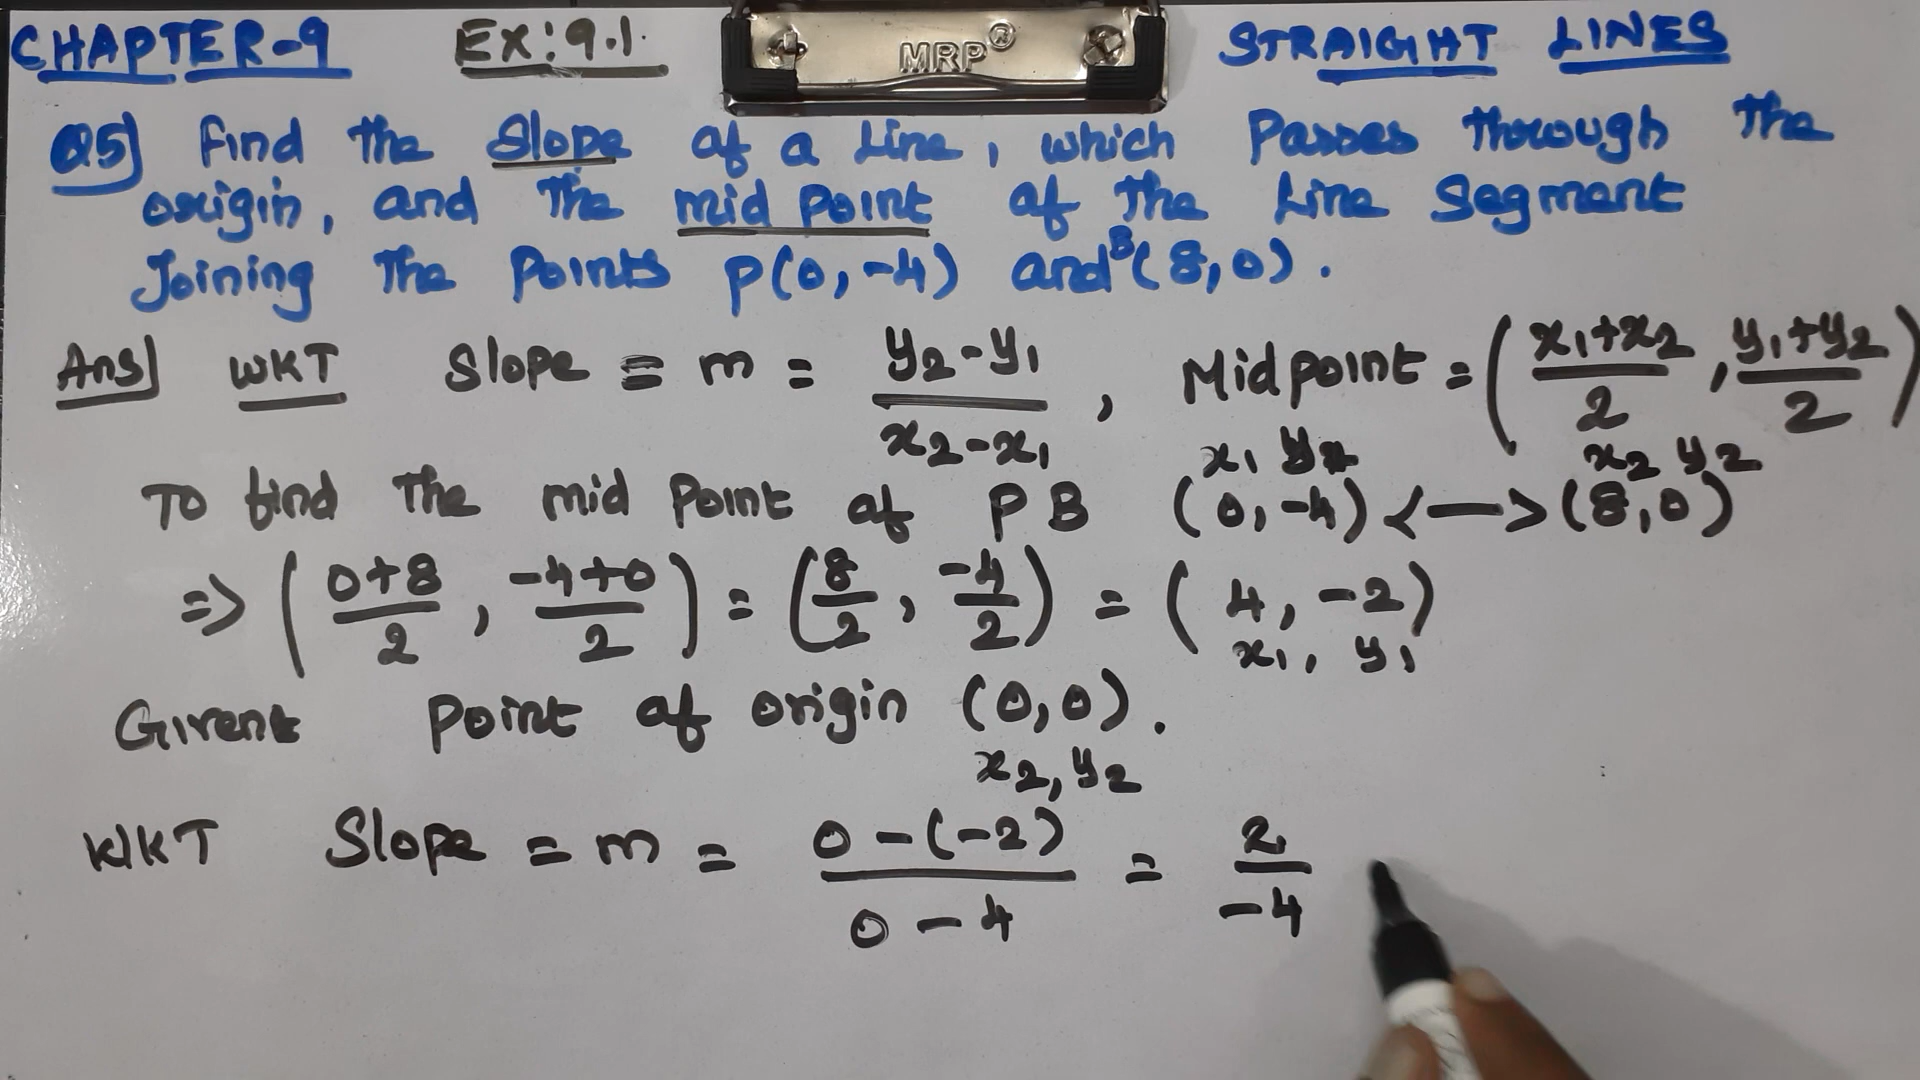 CHAPTER-9 EX:9.1. MRP® STRAIGHT LINES
Q5) Find the Slope of a Line, which Passes through the
origin, and the mid point of the Line Segment
Joining the Points P(0,-4) and B(8,0).
Ans) WKT Slope = m = (y2-y1)/(x2-x1), Midpoint = ((x1+x2)/2, (y1+y2)/2)
x1 x2 y2
To find the mid Point of PB (0,-4) <—> (8,0)
=> ((0+8)/2, (-4+0)/2) = (8/2, -4/2) = (4, -2)
x1, y1
Point of origin (0,0).
x2, y2
WKT Slope = m = (0-(-2))/(0-4) = 2/-4